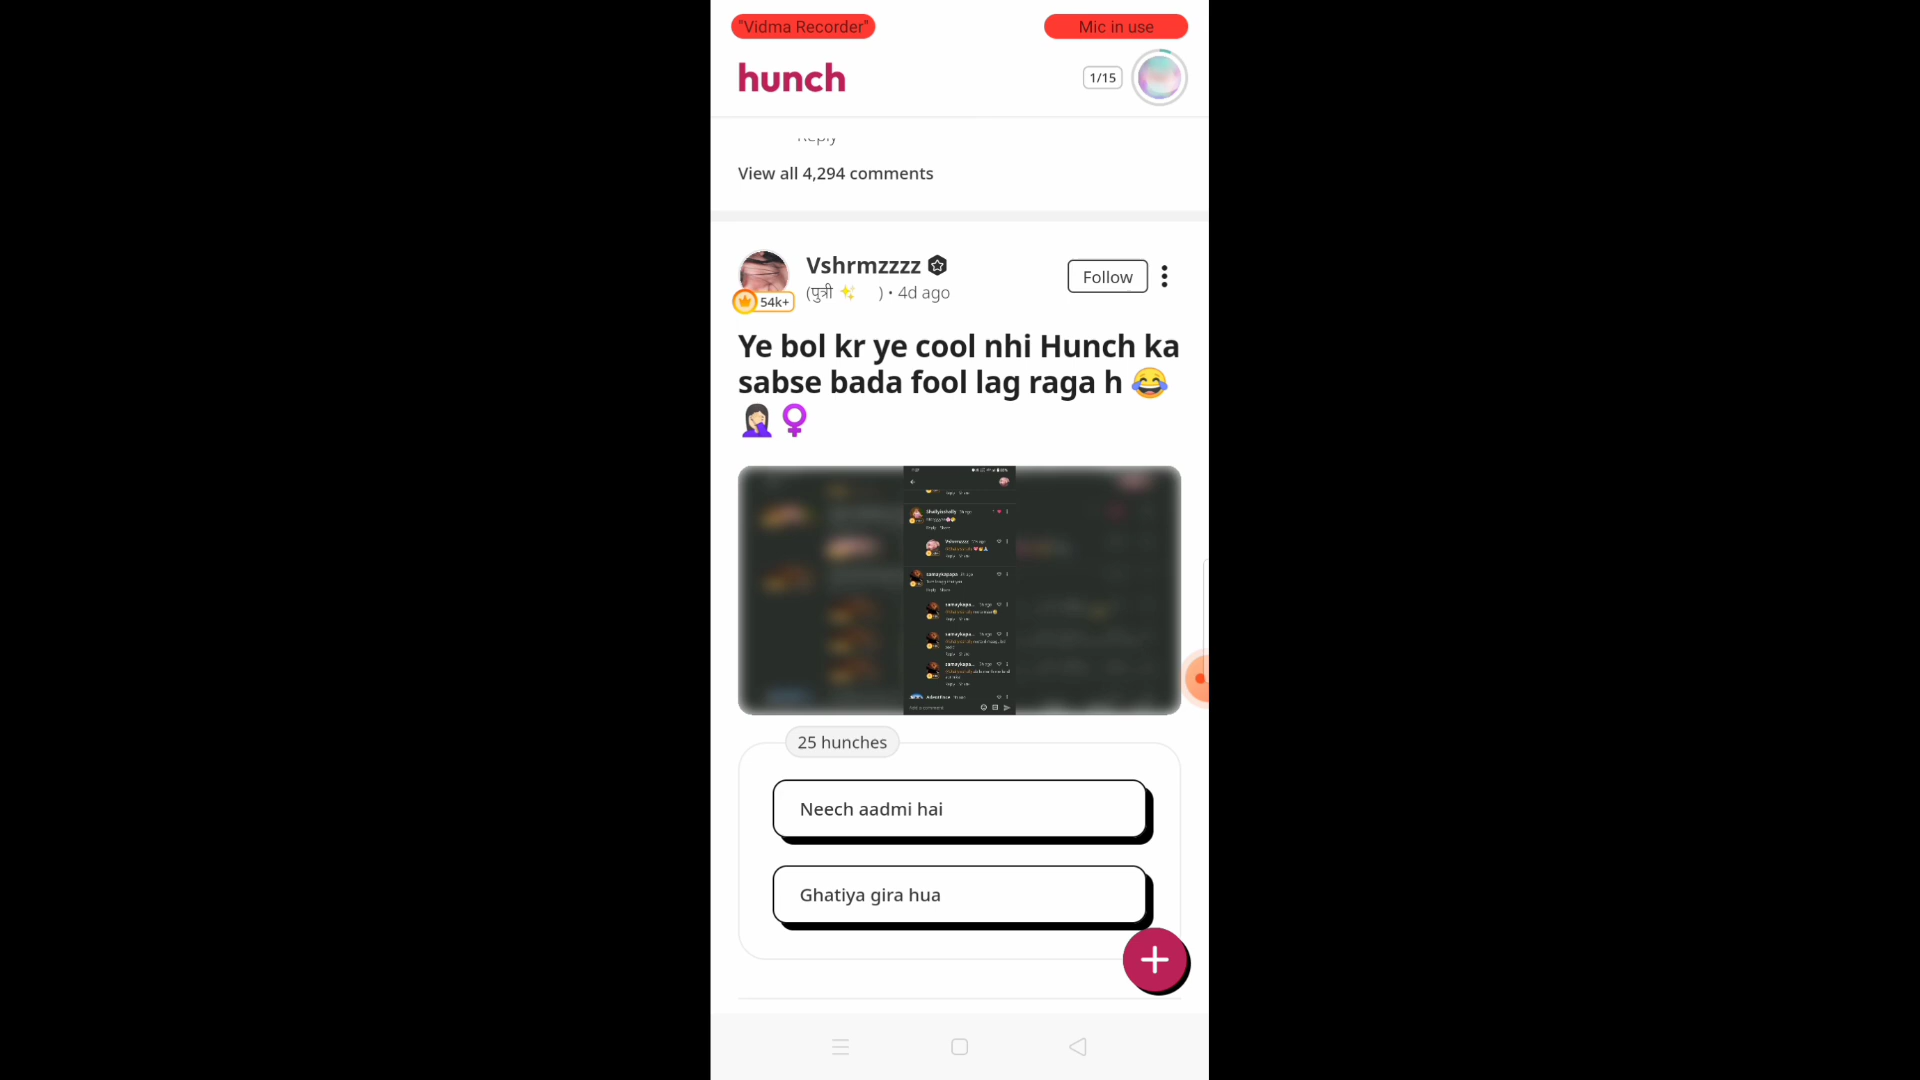 "Vidma Recorder" Mic in use
hunch 1/15
Reply
View all 4,294 comments
Vshrmzzzz
54k+ (पुत्री ✨ ) • 4d ago
Follow
Ye bol kr ye cool nhi Hunch ka
sabse bada fool lag raga h 😂
🤦🏻‍♀
25 hunches
Neech aadmi hai
Ghatiya gira hua